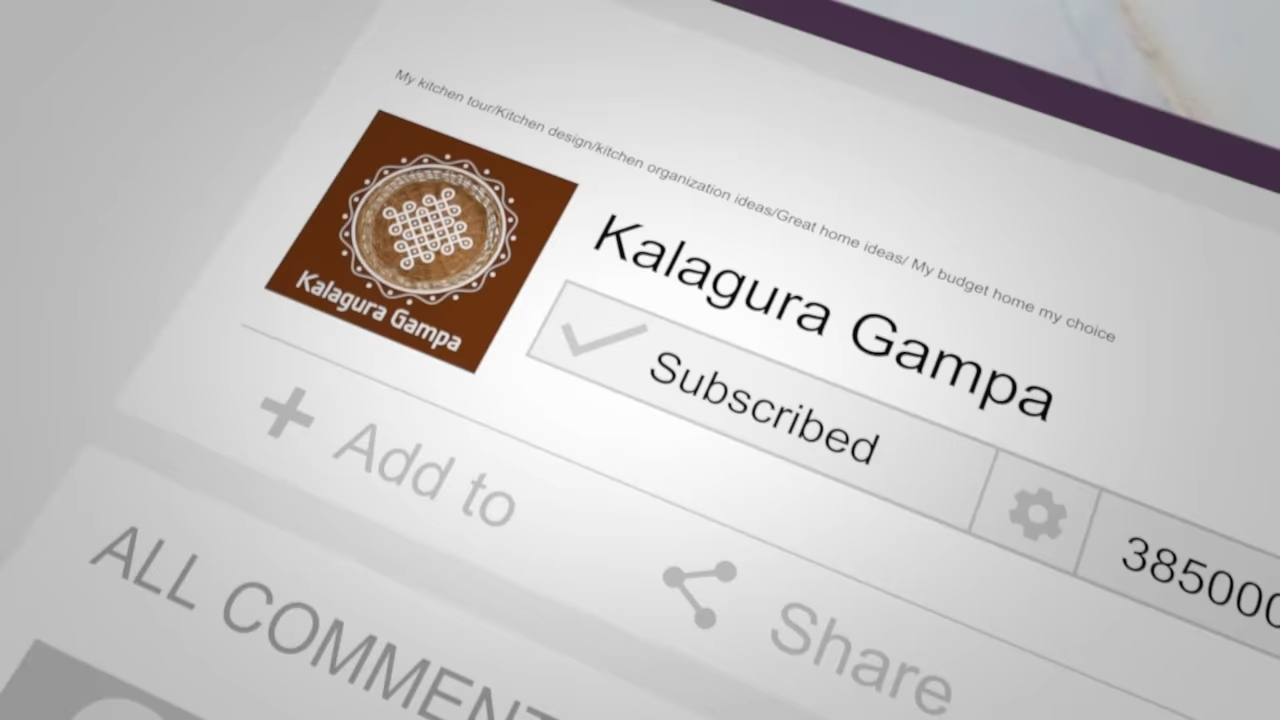 My kitchen tour/Kitchen design/kitchen organization ideas/Great home ideas/ My budget home my choice
Kalagura Gampa
Kalagura Gampa
Subscribed
38500
Add to
Share
ALL COMMENT